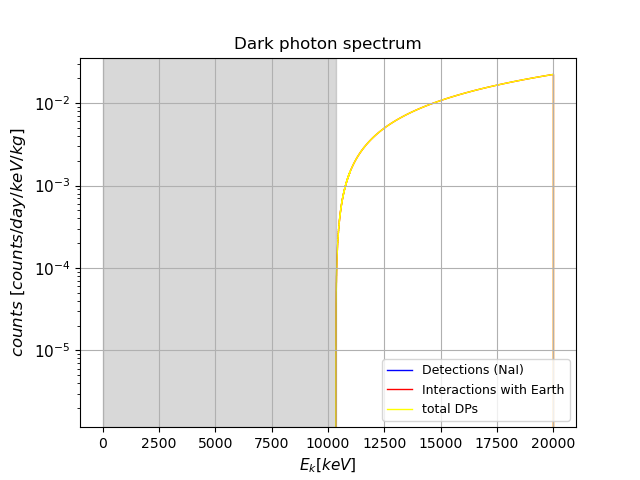 Dark photon spectrum
counts [counts/day/keV/kg]
10⁻²
10⁻³
10⁻⁴
10⁻⁵
Detections (NaI)
Interactions with Earth
total DPs
0 2500 5000 7500 10000 12500 15000 17500 20000
E_k[keV]